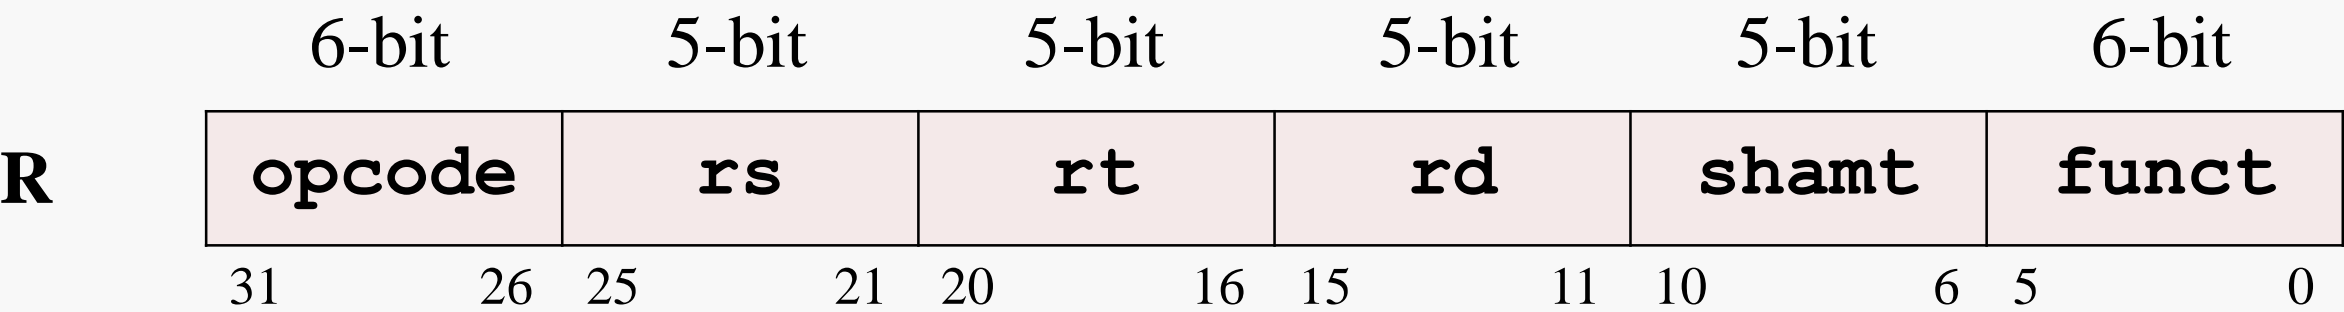 6-bit 5-bit 5-bit 5-bit 5-bit 6-bit
R opcode rs rt rd shamt funct
31 26 25 21 20 16 15 11 10 6 5 0